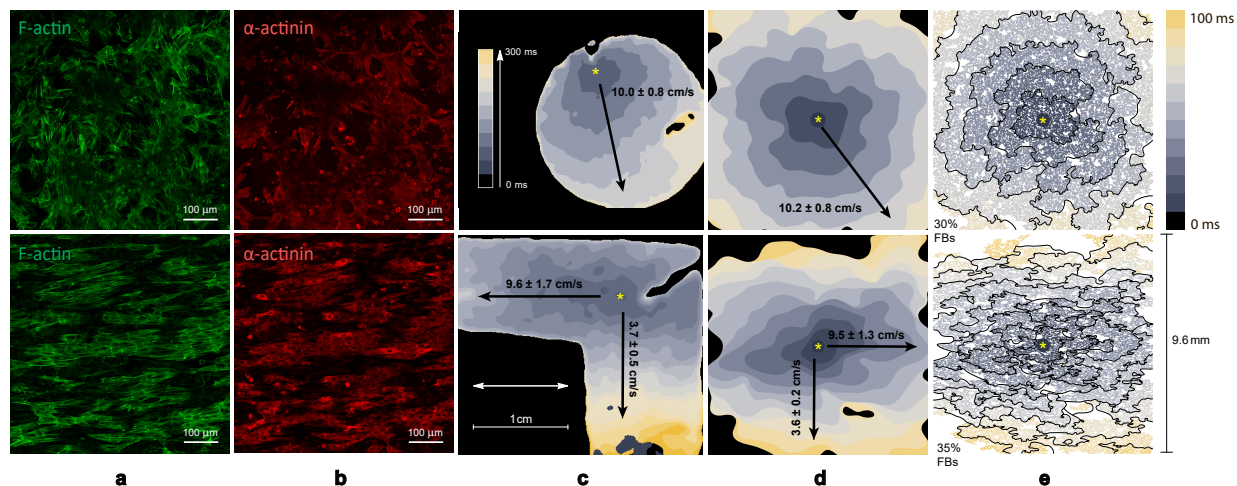 F-actin
α-actinin
300 ms
0 ms
10.0 ± 0.8 cm/s
10.2 ± 0.8 cm/s
100 ms
0 ms
100 µm
100 µm
30%
FBs
F-actin
α-actinin
9.6 ± 1.7 cm/s
3.7 ± 0.5 cm/s
1cm
9.5 ± 1.3 cm/s
3.6 ± 0.2 cm/s
9.6mm
100 µm
100 µm
35%
FBs
a
b
c
d
e